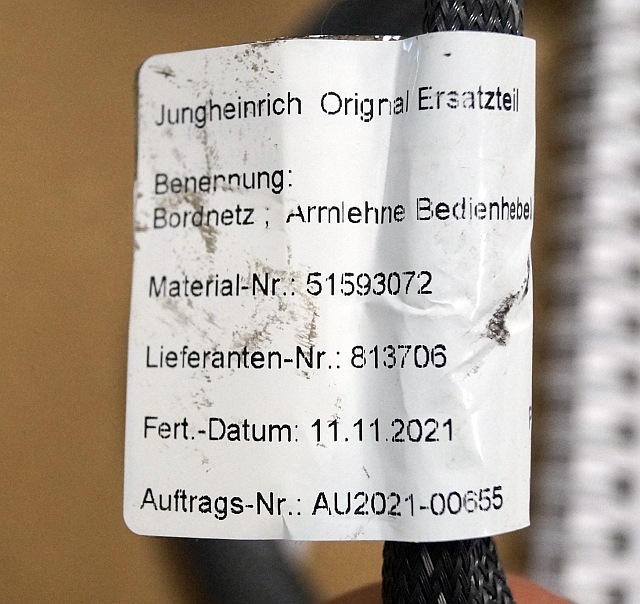 Jungheinrich Orignal Ersatzteil
Benennung:
Bordnetz ; Armlehne Bedienhebel
Material-Nr.: 51593072
Lieferanten-Nr.: 813706
Fert.-Datum: 11.11.2021
Auftrags-Nr.: AU2021-00655